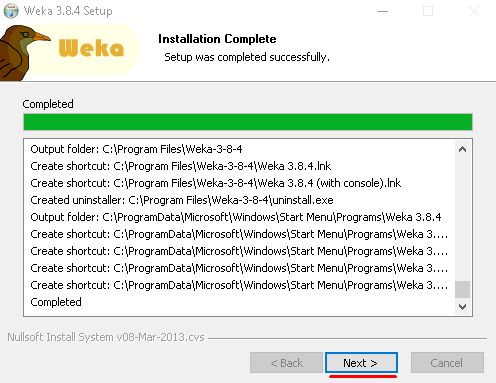 Weka 3.8.4 Setup
Weka
Installation Complete
Setup was completed successfully.
Completed
Output folder: C:\Program Files\Weka-3-8-4
Create shortcut: C:\Program Files\Weka-3-8-4\Weka 3.8.4.lnk
Create shortcut: C:\Program Files\Weka-3-8-4\Weka 3.8.4 (with console).lnk
Created uninstaller: C:\Program Files\Weka-3-8-4\uninstall.exe
Output folder: C:\ProgramData\Microsoft\Windows\Start Menu\Programs\Weka 3.8.4
Create shortcut: C:\ProgramData\Microsoft\Windows\Start Menu\Programs\Weka 3....
Create shortcut: C:\ProgramData\Microsoft\Windows\Start Menu\Programs\Weka 3....
Create shortcut: C:\ProgramData\Microsoft\Windows\Start Menu\Programs\Weka 3....
Create shortcut: C:\ProgramData\Microsoft\Windows\Start Menu\Programs\Weka 3....
Completed
Nullsoft Install System v08-Mar-2013.cvs
< Back Next > Cancel